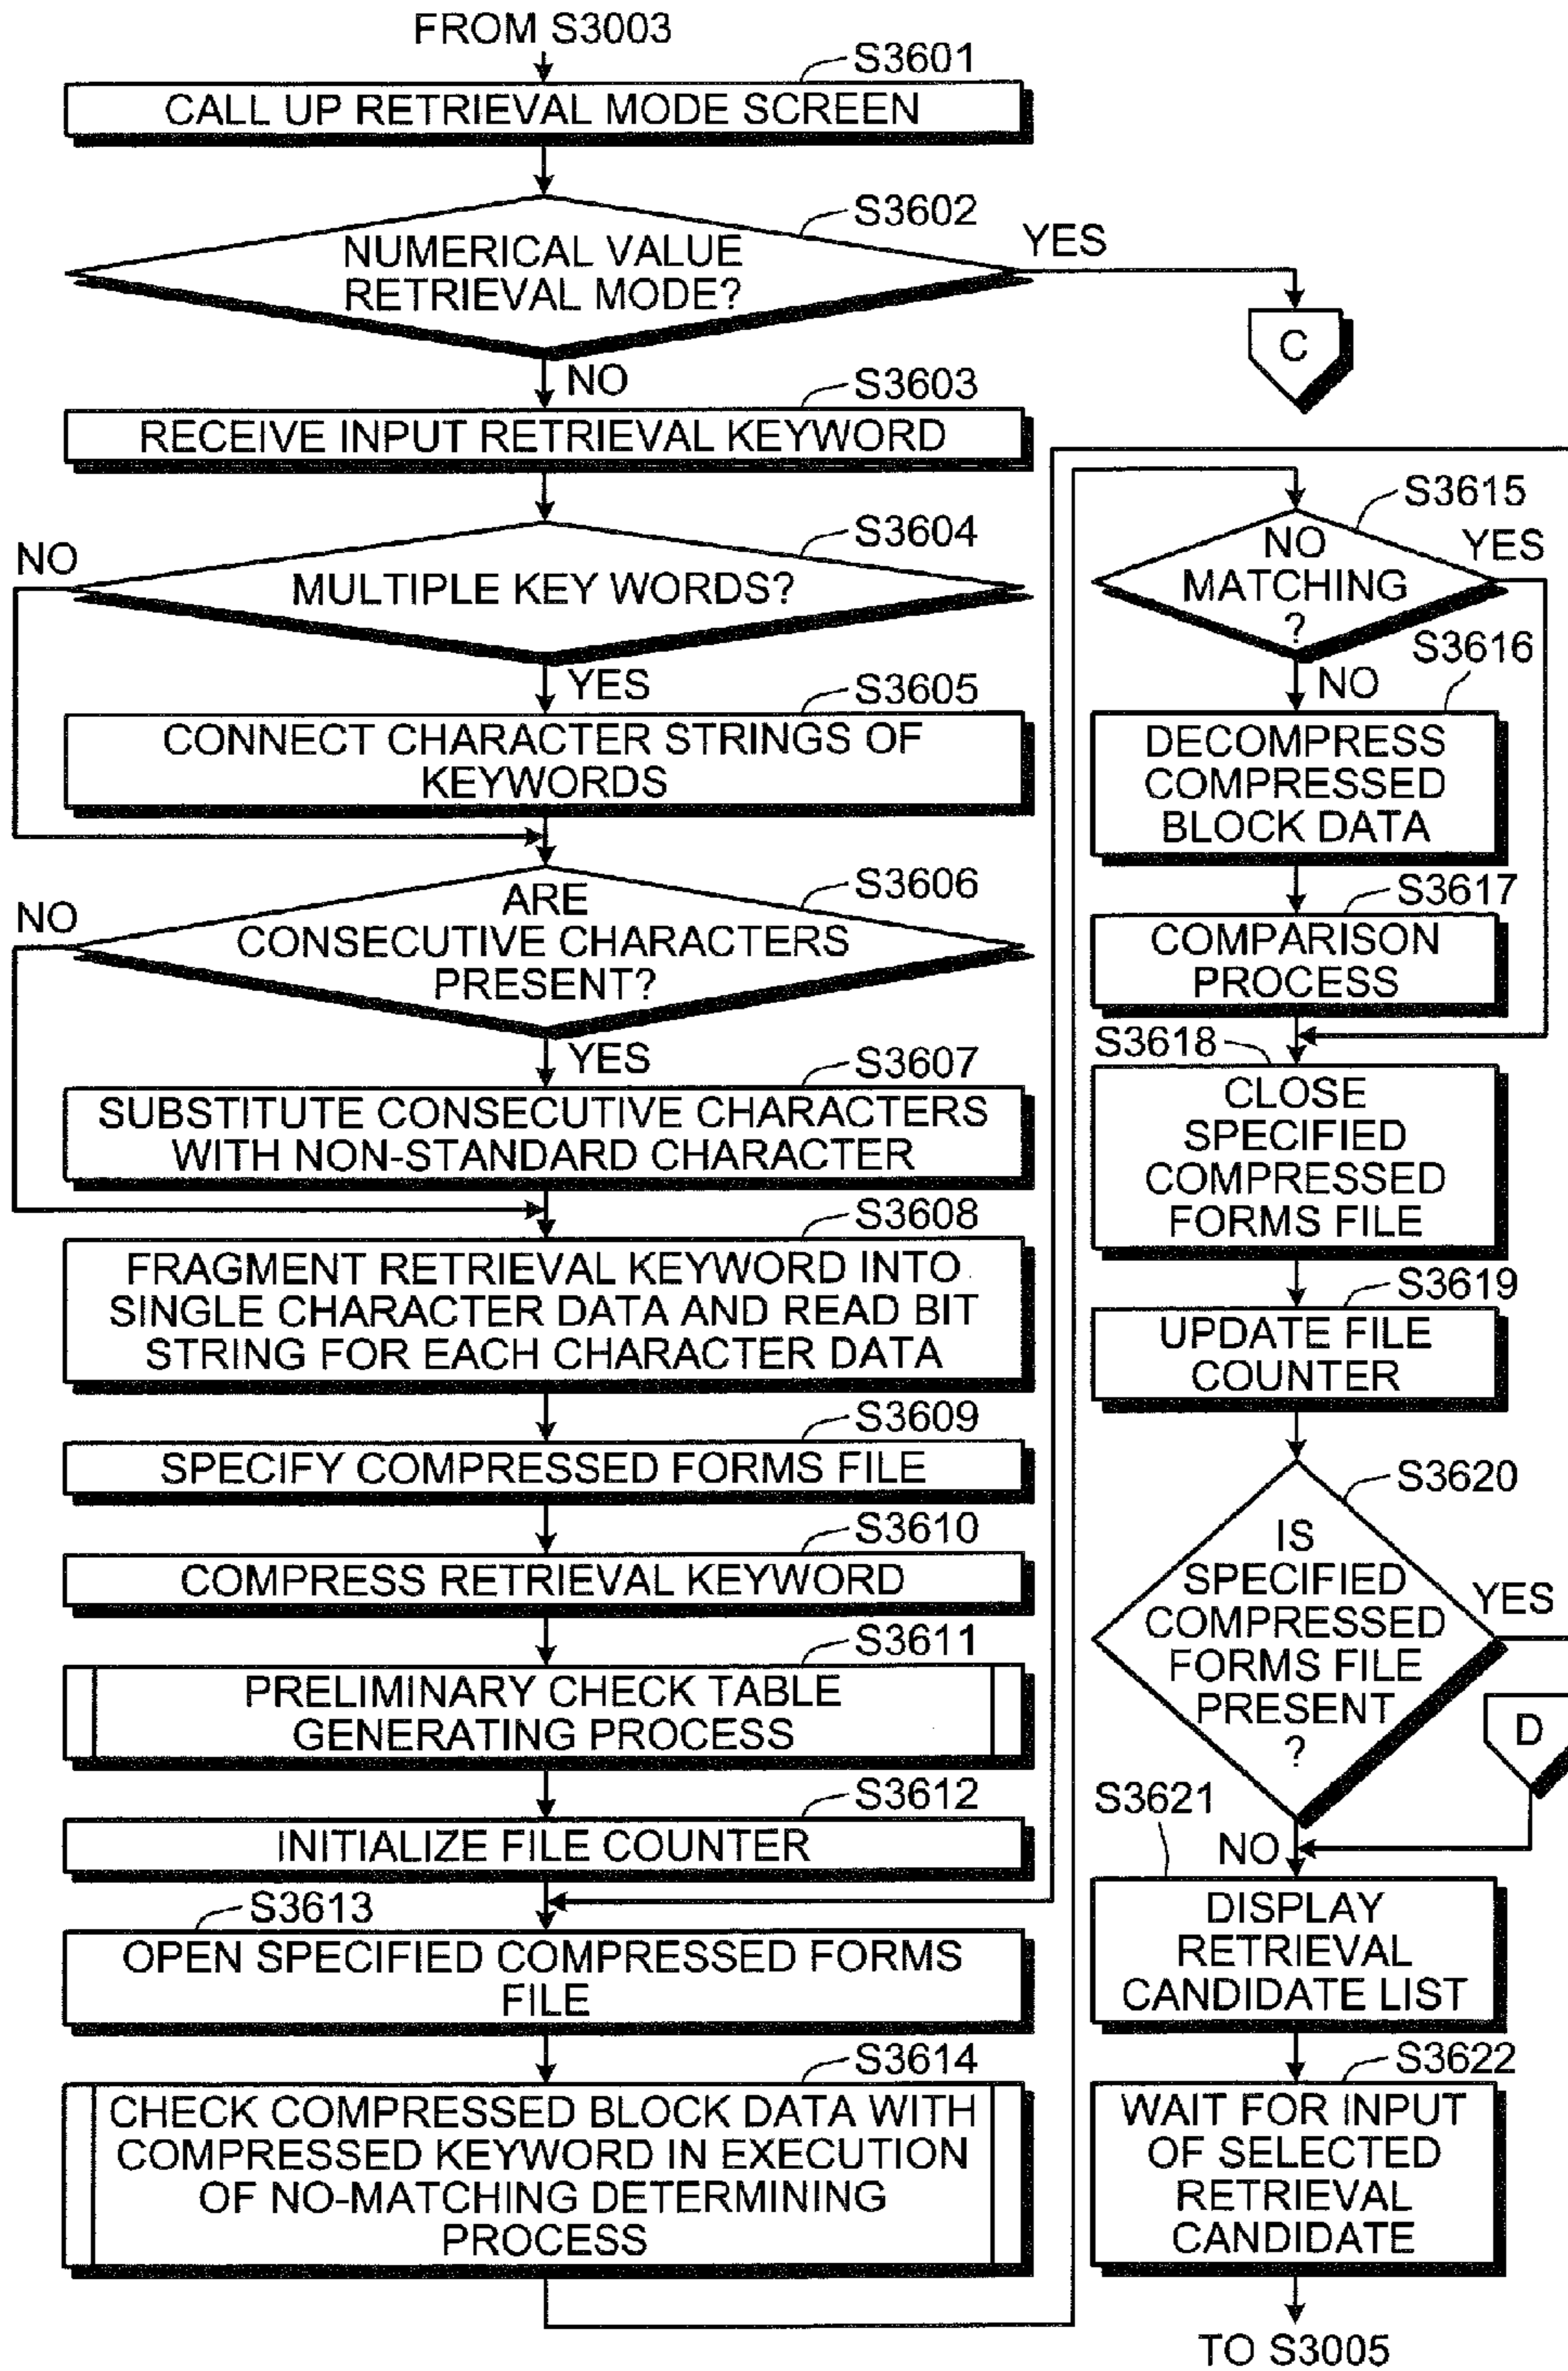 FROM S3003
S3601
CALL UP RETRIEVAL MODE SCREEN
S3602
NUMERICAL VALUE
RETRIEVAL MODE?
YES
C
NO
S3603
RECEIVE INPUT RETRIEVAL KEYWORD
S3604
NO
MULTIPLE KEY WORDS?
YES
S3605
CONNECT CHARACTER STRINGS OF
KEYWORDS
S3606
NO
ARE
CONSECUTIVE CHARACTERS
PRESENT?
YES
S3607
SUBSTITUTE CONSECUTIVE CHARACTERS
WITH NON-STANDARD CHARACTER
S3608
FRAGMENT RETRIEVAL KEYWORD INTO
SINGLE CHARACTER DATA AND READ BIT
STRING FOR EACH CHARACTER DATA
S3609
SPECIFY COMPRESSED FORMS FILE
S3610
COMPRESS RETRIEVAL KEYWORD
S3611
PRELIMINARY CHECK TABLE
GENERATING PROCESS
S3612
INITIALIZE FILE COUNTER
S3613
OPEN SPECIFIED COMPRESSED FORMS
FILE
S3614
CHECK COMPRESSED BLOCK DATA WITH
COMPRESSED KEYWORD IN EXECUTION
OF NO-MATCHING DETERMINING
PROCESS
S3615
NO
MATCHING
?
YES
S3616
NO
DECOMPRESS
COMPRESSED
BLOCK DATA
S3617
COMPARISON
PROCESS
S3618
CLOSE
SPECIFIED
COMPRESSED
FORMS FILE
S3619
UPDATE FILE
COUNTER
S3620
IS
SPECIFIED
COMPRESSED
FORMS FILE
PRESENT
?
YES
D
S3621
NO
DISPLAY
RETRIEVAL
CANDIDATE LIST
S3622
WAIT FOR INPUT
OF SELECTED
RETRIEVAL
CANDIDATE
TO S3005